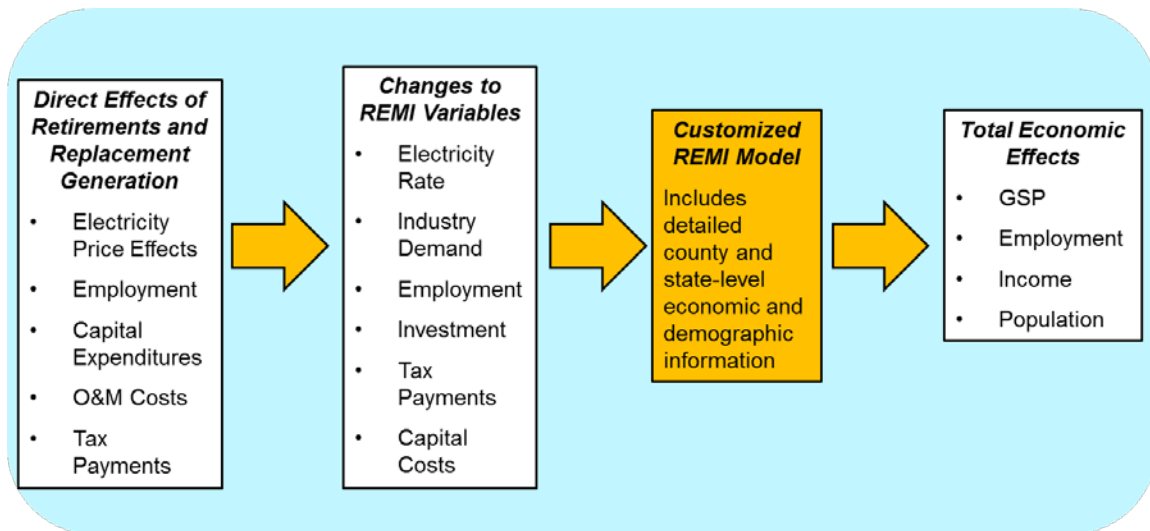 Direct Effects of
Retirements and
Replacement
Generation
• Electricity
Price Effects
• Employment
• Capital
Expenditures
• O&M Costs
• Tax
Payments
Changes to
REMI Variables
• Electricity
Rate
• Industry
Demand
• Employment
• Investment
• Tax
Payments
• Capital
Costs
Customized
REMI Model
Includes
detailed
county and
state-level
economic and
demographic
information
Total Economic
Effects
• GSP
• Employment
• Income
• Population